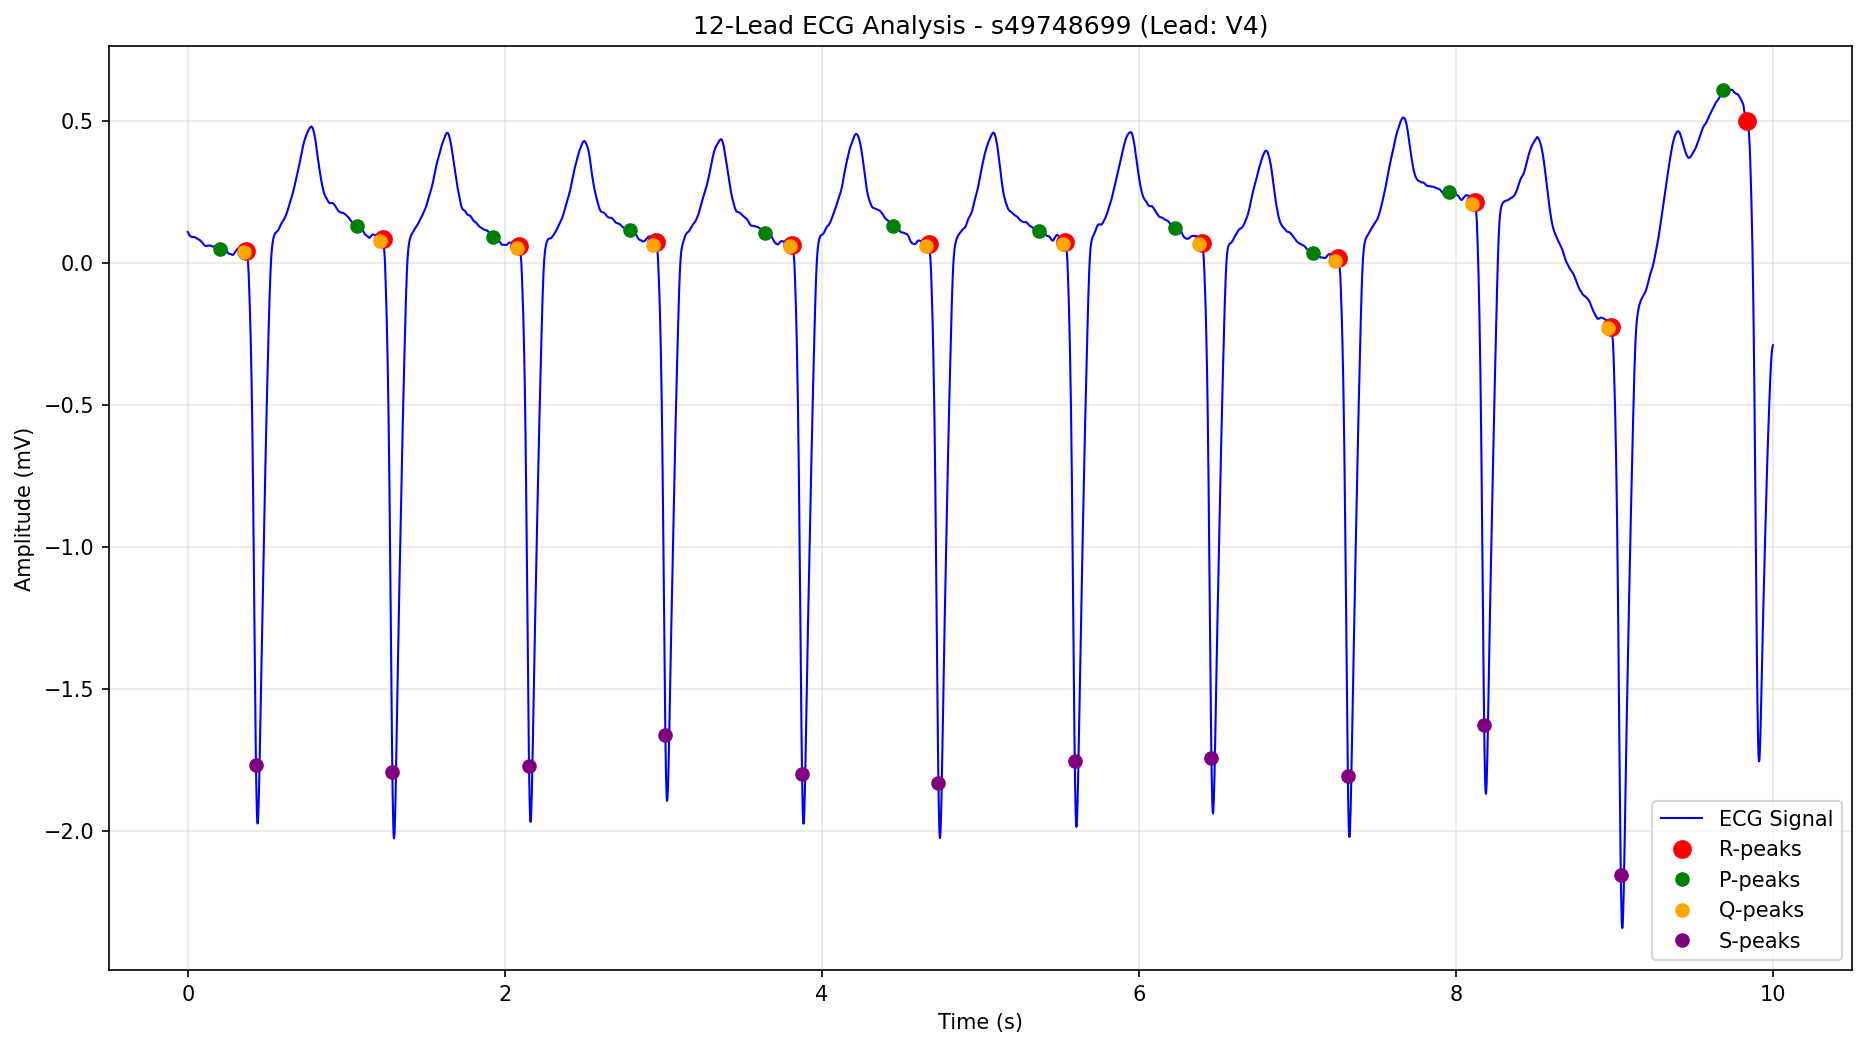 12-Lead ECG Analysis - s49748699 (Lead: V4)
Amplitude (mV)
0.5
0.0
−0.5
−1.0
−1.5
−2.0
ECG Signal
R-peaks
P-peaks
Q-peaks
S-peaks
0 2 4 6 8 10
Time (s)